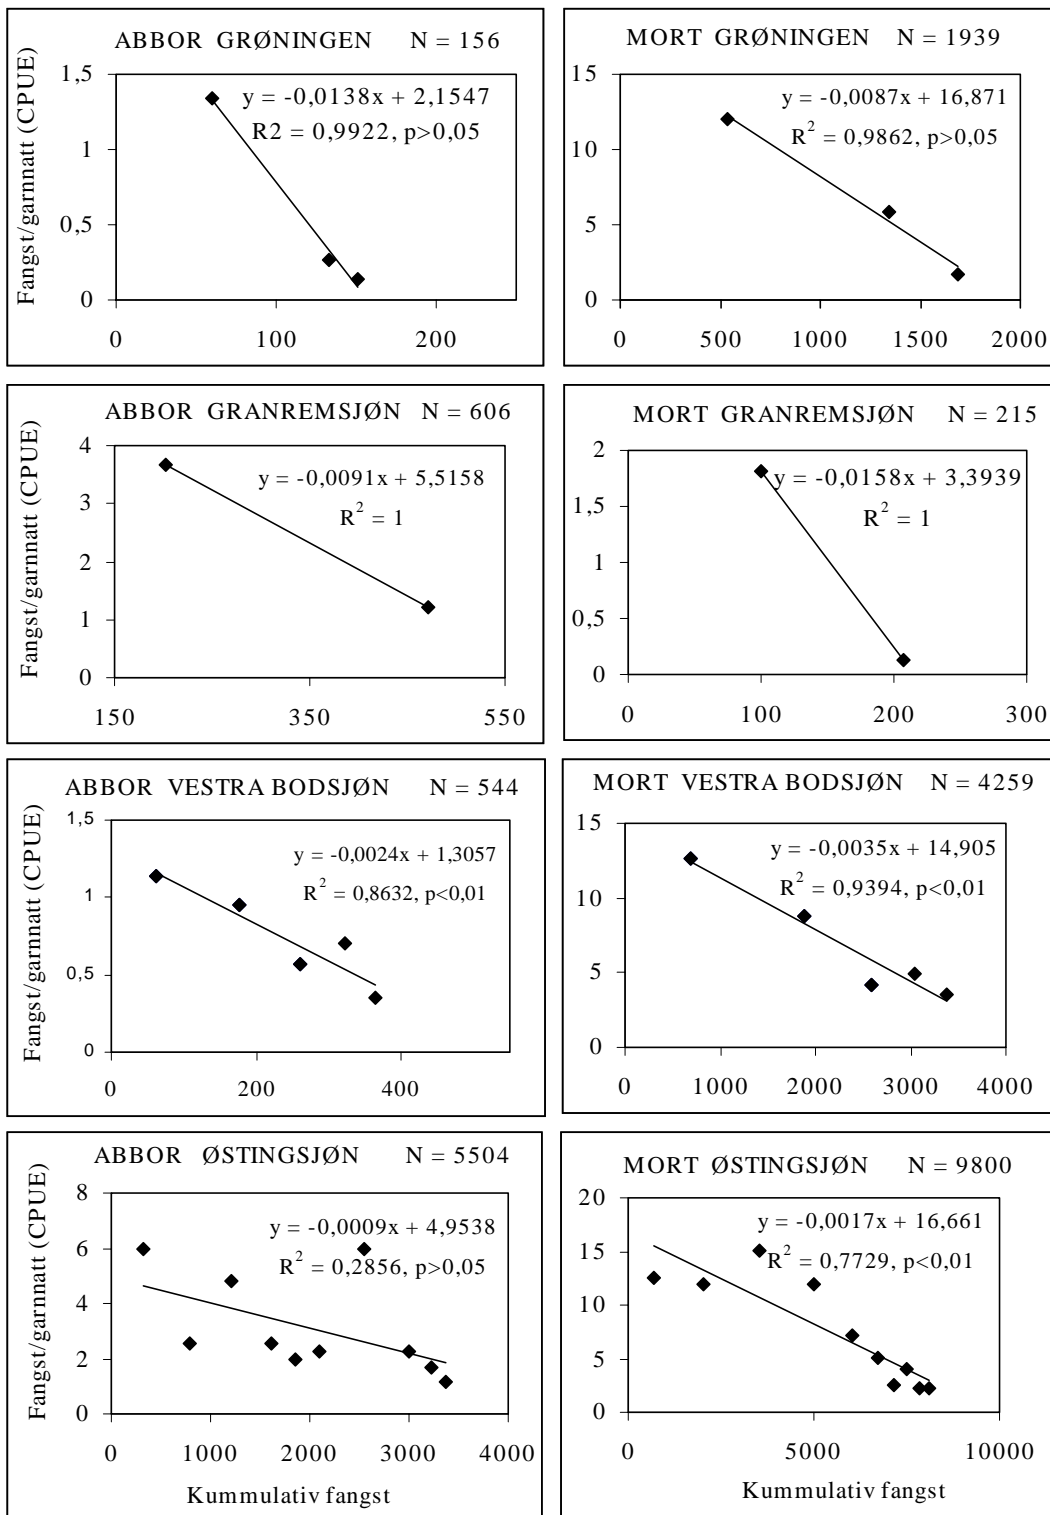 ABBOR GRØNINGEN N = 156
Fangst/garnnatt (CPUE)
1,5
1
0,5
0
y = -0,0138x + 2,1547
R2 = 0,9922, p>0,05
0 100 200
MORT GRØNINGEN N = 1939
15
10
5
0
y = -0,0087x + 16,871
R² = 0,9862, p>0,05
0 500 1000 1500 2000
ABBOR GRANREMSJØN N = 606
Fangst/garnnatt (CPUE)
4
3
2
1
0
y = -0,0091x + 5,5158
R² = 1
150 350 550
MORT GRANREMSJØN N = 215
2
1,5
1
0,5
0
y = -0,0158x + 3,3939
R² = 1
0 100 200 300
ABBOR VESTRA BODSJØN N = 544
Fangst/garnnatt (CPUE)
1,5
1
0,5
0
y = -0,0024x + 1,3057
R² = 0,8632, p<0,01
0 200 400
MORT VESTRA BODSJØN N = 4259
15
10
5
0
y = -0,0035x + 14,905
R² = 0,9394, p<0,01
0 1000 2000 3000 4000
ABBOR ØSTINGSJØN N = 5504
Fangst/garnnatt (CPUE)
8
6
4
2
0
y = -0,0009x + 4,9538
R² = 0,2856, p>0,05
0 1000 2000 3000 4000
Kummulativ fangst
MORT ØSTINGSJØN N = 9800
20
15
10
5
0
y = -0,0017x + 16,661
R² = 0,7729, p<0,01
0 5000 10000
Kummulativ fangst